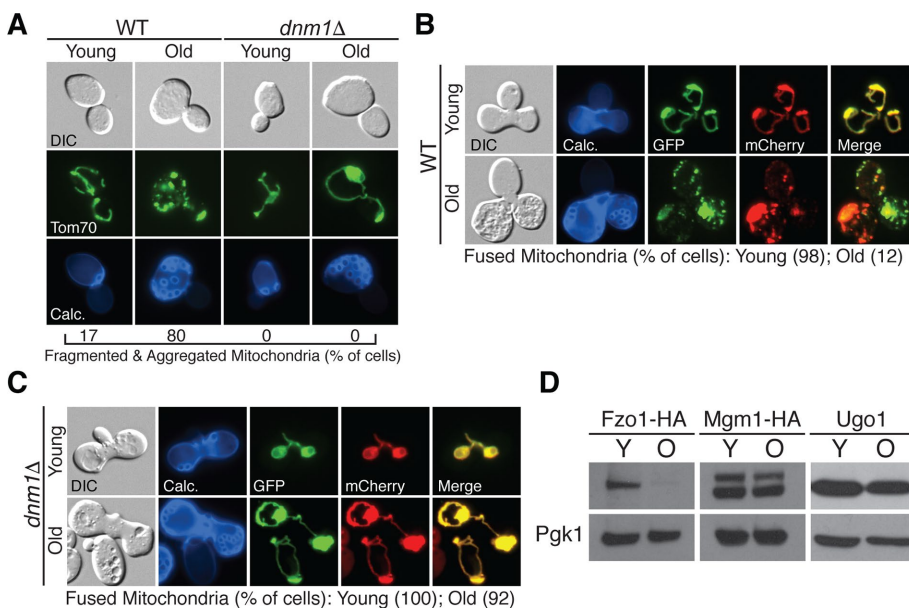 A
WT dnm1Δ
Young Old Young Old
DIC
Tom70
Calc.
17 80 0 0
Fragmented & Aggregated Mitochondria (% of cells)
B
WT
Young
DIC Calc. GFP mCherry Merge
Old
Fused Mitochondria (% of cells): Young (98); Old (12)
C
dnm1Δ
Young
DIC Calc. GFP mCherry Merge
Old
Fused Mitochondria (% of cells): Young (100); Old (92)
D
Fzo1-HA Mgm1-HA Ugo1
Y O Y O Y O
Pgk1